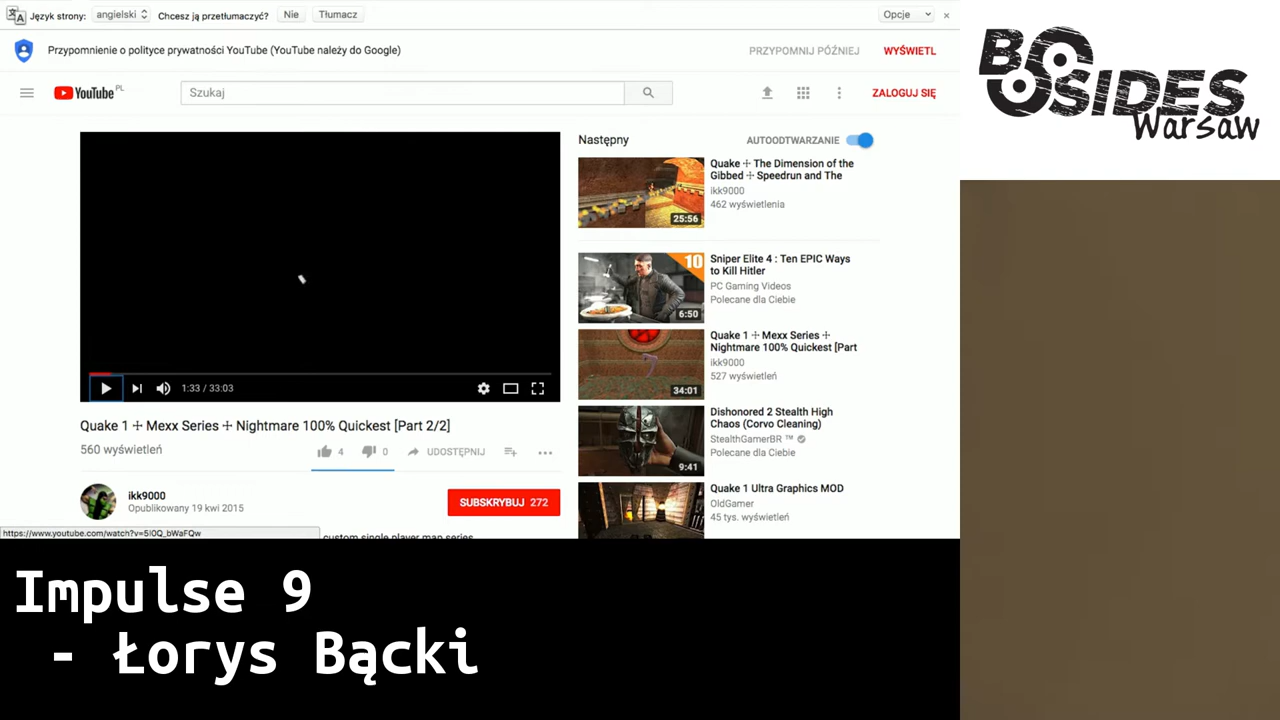 Język strony:
angielski
Chcesz ją przetłumaczyć?
Nie
Tłumacz
Opcje
Przypomnienie o polityce prywatności YouTube (YouTube należy do Google)
PRZYPOMNIJ PÓŹNIEJ
WYŚWIETL
YouTube PL
Szukaj
ZALOGUJ SIĘ
1:33 / 33:03
Quake 1 ✢ Mexx Series ✢ Nightmare 100% Quickest [Part 2/2]
560 wyświetleń
4
0
UDOSTĘPNIJ
ikk9000
Opublikowany 19 kwi 2015
SUBSKRYBUJ 272
custom single player map series
Następny
AUTOODTWARZANIE
Quake ✢ The Dimension of the
Gibbed ✢ Speedrun and The
ikk9000
462 wyświetlenia
25:56
10
Sniper Elite 4 : Ten EPIC Ways
to Kill Hitler
PC Gaming Videos
Polecane dla Ciebie
6:50
Quake 1 ✢ Mexx Series ✢
Nightmare 100% Quickest [Part
ikk9000
527 wyświetleń
34:01
Dishonored 2 Stealth High
Chaos (Corvo Cleaning)
StealthGamerBR ™
Polecane dla Ciebie
9:41
Quake 1 Ultra Graphics MOD
OldGamer
45 tys. wyświetleń
BSIDES
Warsaw
Impulse 9
- Łorys Bącki